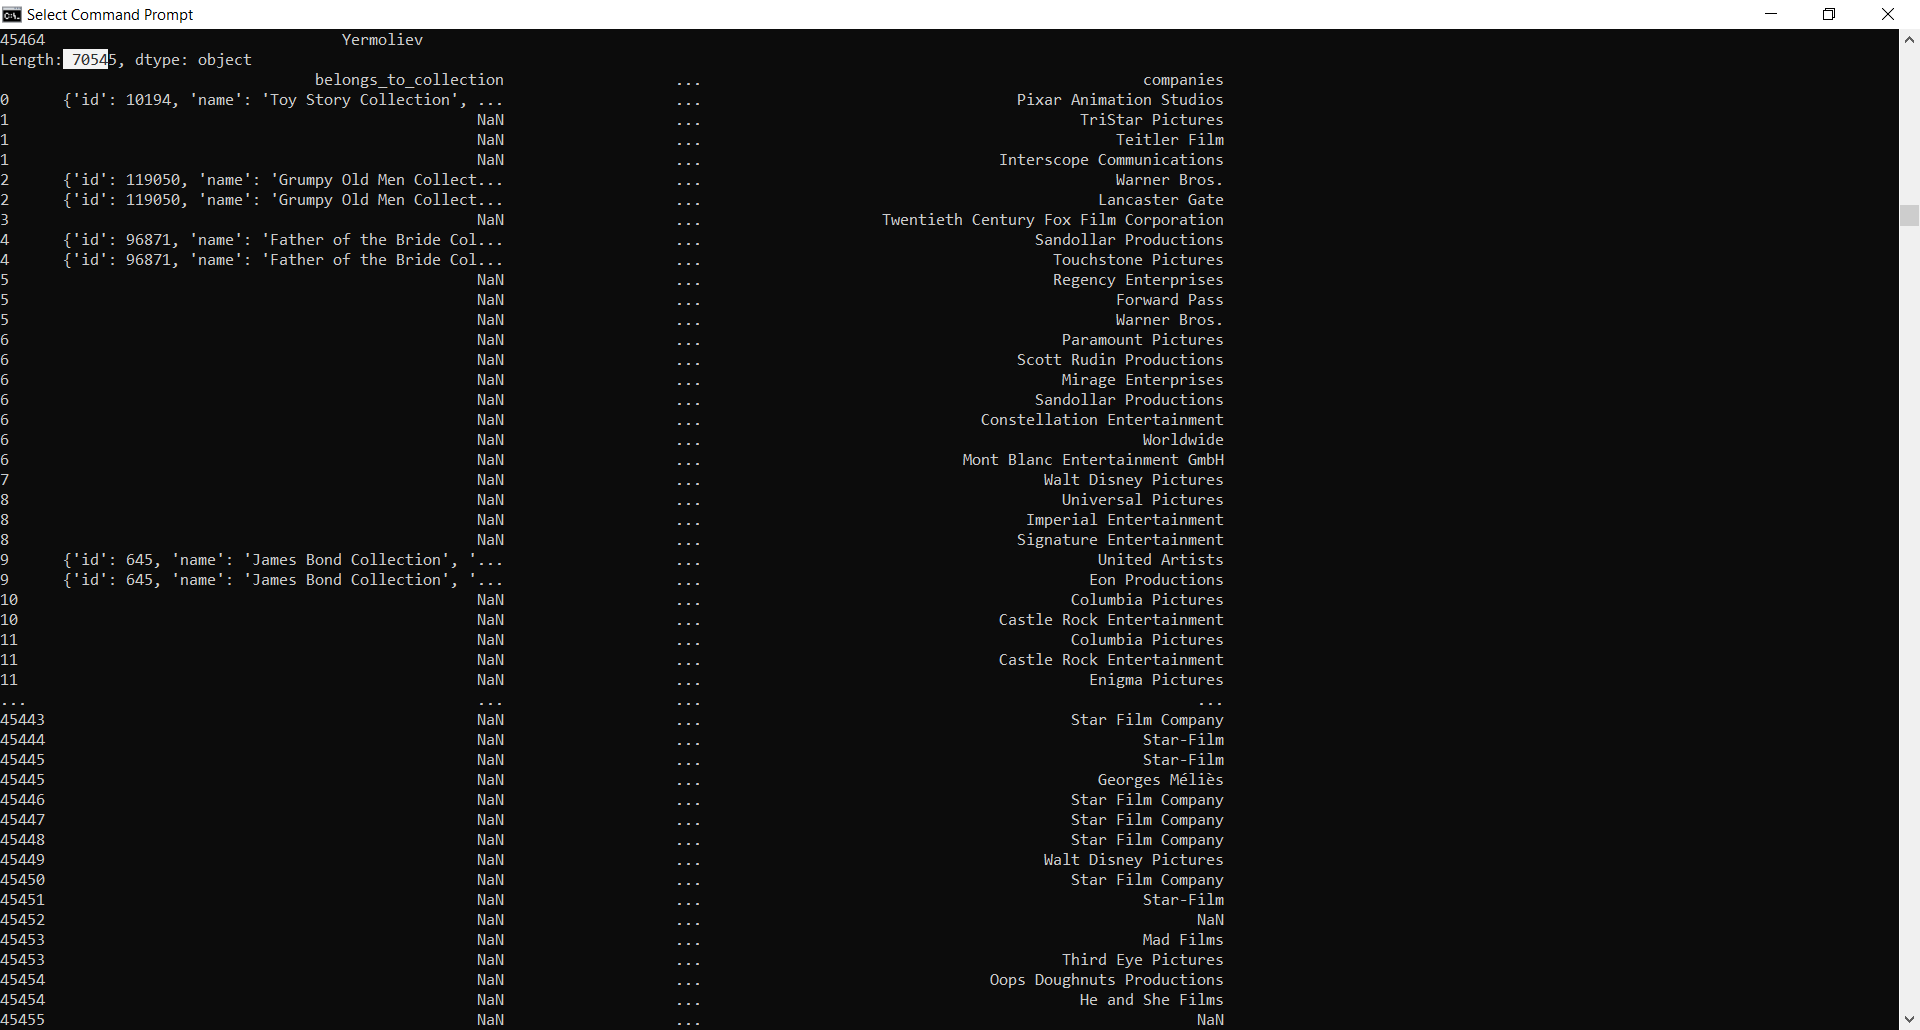 Select Command Prompt
45464 Yermoliev
Length: 70545, dtype: object
belongs_to_collection ... companies
0 {'id': 10194, 'name': 'Toy Story Collection', ... ... Pixar Animation Studios
1 NaN ... TriStar Pictures
1 NaN ... Teitler Film
1 NaN ... Interscope Communications
2 {'id': 119050, 'name': 'Grumpy Old Men Collect... ... Warner Bros.
2 {'id': 119050, 'name': 'Grumpy Old Men Collect... ... Lancaster Gate
3 NaN ... Twentieth Century Fox Film Corporation
4 {'id': 96871, 'name': 'Father of the Bride Col... ... Sandollar Productions
4 {'id': 96871, 'name': 'Father of the Bride Col... ... Touchstone Pictures
5 NaN ... Regency Enterprises
5 NaN ... Forward Pass
5 NaN ... Warner Bros.
6 NaN ... Paramount Pictures
6 NaN ... Scott Rudin Productions
6 NaN ... Mirage Enterprises
6 NaN ... Sandollar Productions
6 NaN ... Constellation Entertainment
6 NaN ... Worldwide
6 NaN ... Mont Blanc Entertainment GmbH
7 NaN ... Walt Disney Pictures
8 NaN ... Universal Pictures
8 NaN ... Imperial Entertainment
8 NaN ... Signature Entertainment
9 {'id': 645, 'name': 'James Bond Collection', '... ... United Artists
9 {'id': 645, 'name': 'James Bond Collection', '... ... Eon Productions
10 NaN ... Columbia Pictures
10 NaN ... Castle Rock Entertainment
11 NaN ... Columbia Pictures
11 NaN ... Castle Rock Entertainment
11 NaN ... Enigma Pictures
... ... ... ...
45443 NaN ... Star Film Company
45444 NaN ... Star-Film
45445 NaN ... Star-Film
45445 NaN ... Georges Méliès
45446 NaN ... Star Film Company
45447 NaN ... Star Film Company
45448 NaN ... Star Film Company
45449 NaN ... Walt Disney Pictures
45450 NaN ... Star Film Company
45451 NaN ... Star-Film
45452 NaN ... NaN
45453 NaN ... Mad Films
45453 NaN ... Third Eye Pictures
45454 NaN ... Oops Doughnuts Productions
45454 NaN ... He and She Films
45455 NaN ... NaN